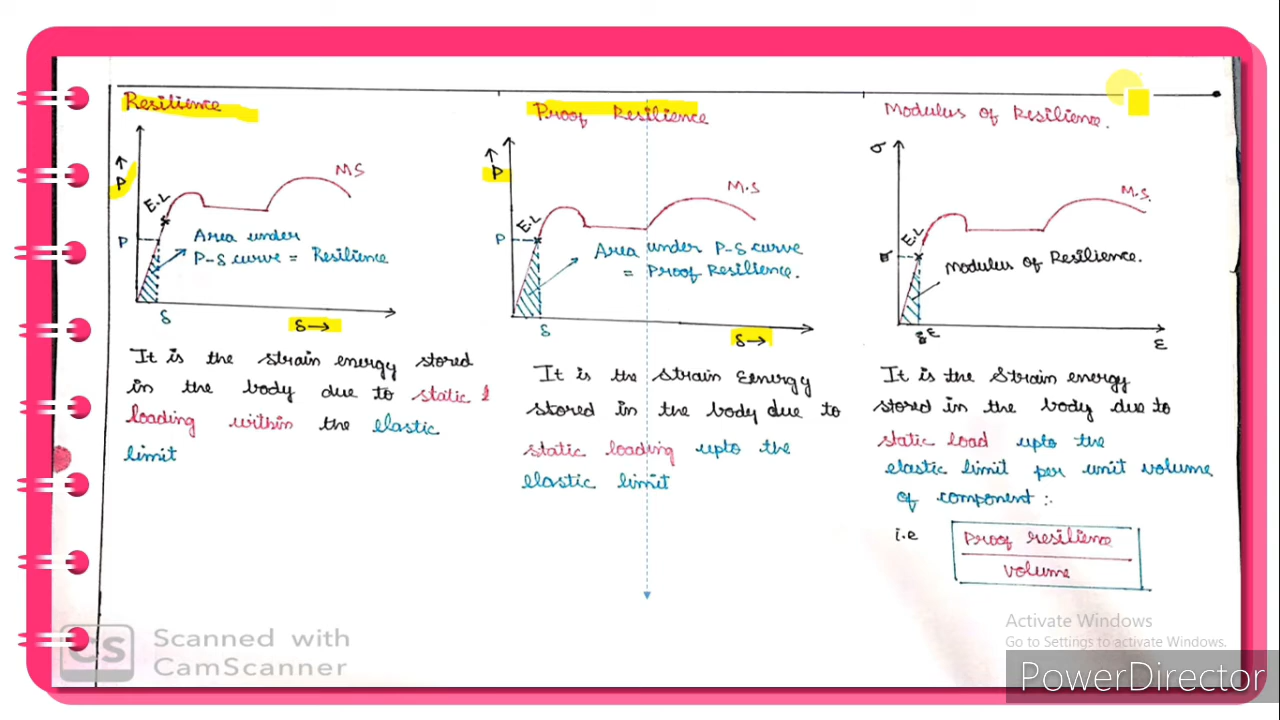 Resilience
↑
P
E.L
MS
P
Area under
P-δ curve = Resilience
δ
δ→
It is the strain energy stored
in the body due to static l
loading within the elastic
limit
Proof Resilience
↑
P
E.L
M.S
P
Area under P-δ curve
= Proof Resilience.
δ
δ→
It is the Strain Eenergy
stored in the body due to
static loading upto the
elastic limit
Modulus of Resilience.
σ
E.L
M.S.
σ
Modulus of Resilience.
ε
ε
It is the Strain energy
stored in the body due to
static load upto the
elastic limit per unit volume
of component :.
i.e
Proof resilience
volume
CS
Scanned with
CamScanner
Activate Windows
Go to Settings to activate Windows.
PowerDirector